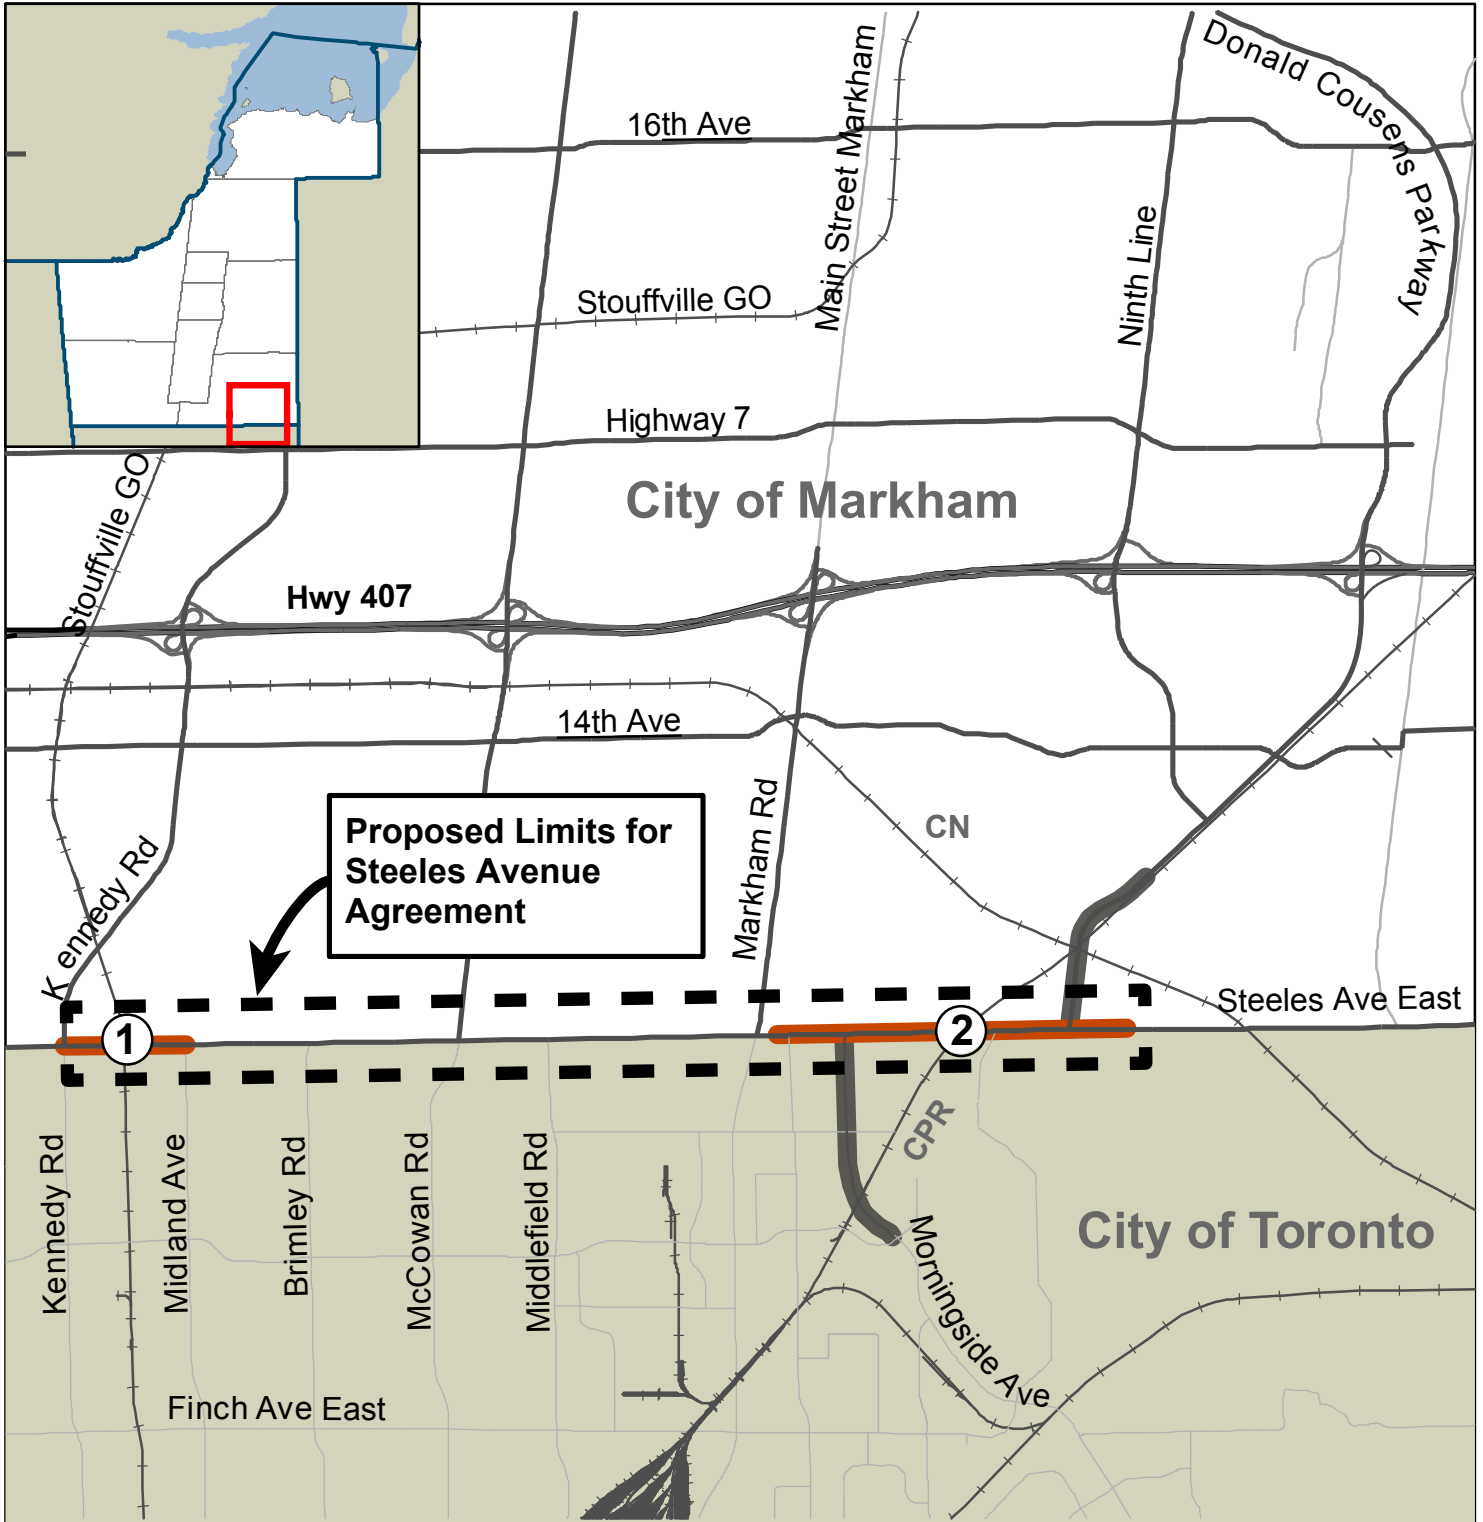 Donald Cousens Parkway
16th Ave
Main Street Markham
Ninth Line
Stouffville GO
Highway 7
Stouffville GO
City of Markham
Hwy 407
14th Ave
Proposed Limits for
Steeles Avenue
Agreement
Markham Rd
CN
K ennedy Rd
Steeles Ave East
1
2
CPR
Kennedy Rd
Midland Ave
Brimley Rd
McCowan Rd
Middlefield Rd
City of Toronto
Morningside Ave
Finch Ave East